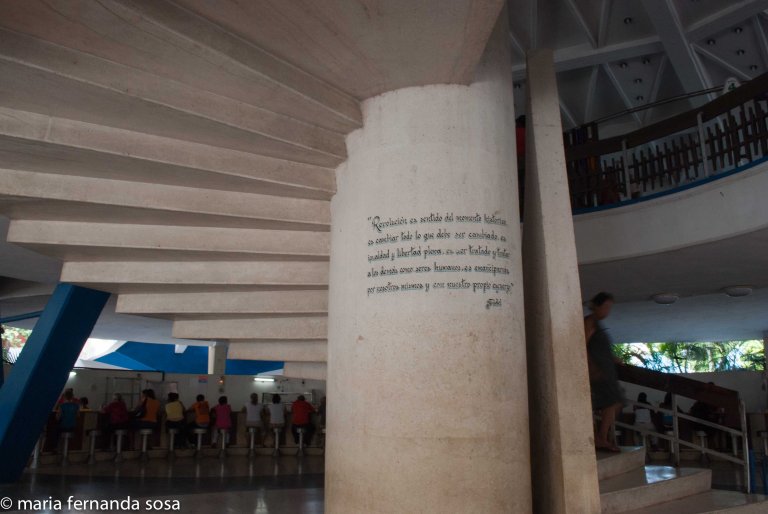 "Revolución es sentido del momento histórico;
es cambiar todo lo que debe ser cambiado; es
igualdad y libertad plena; es ser tratado y tratar
a los demás como seres humanos; es emanciparnos
por nosotros mismos y con nuestro propio esfuerzo."
Fidel
© maria fernanda sosa